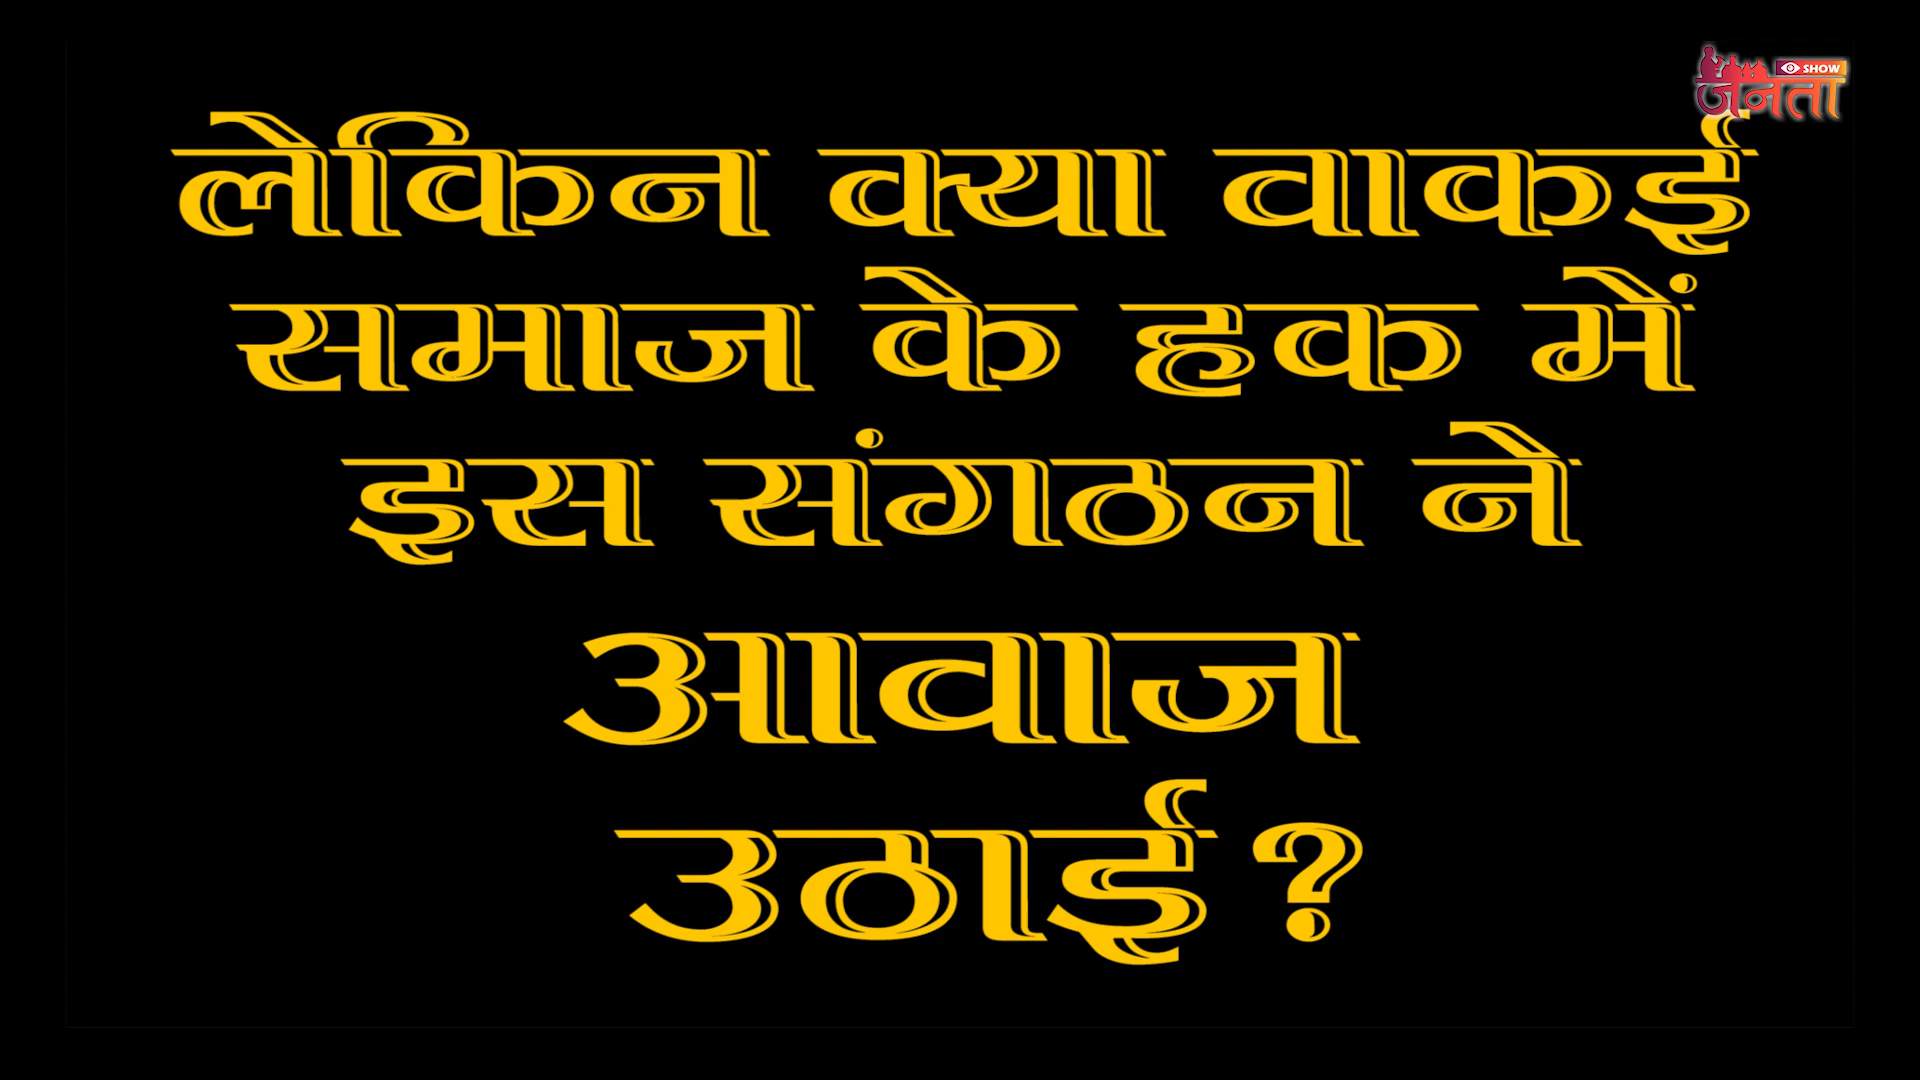 SHOW
जनता
लेकिन क्या वाकई
समाज के हक में
इस संगठन ने
आवाज
उठाई?